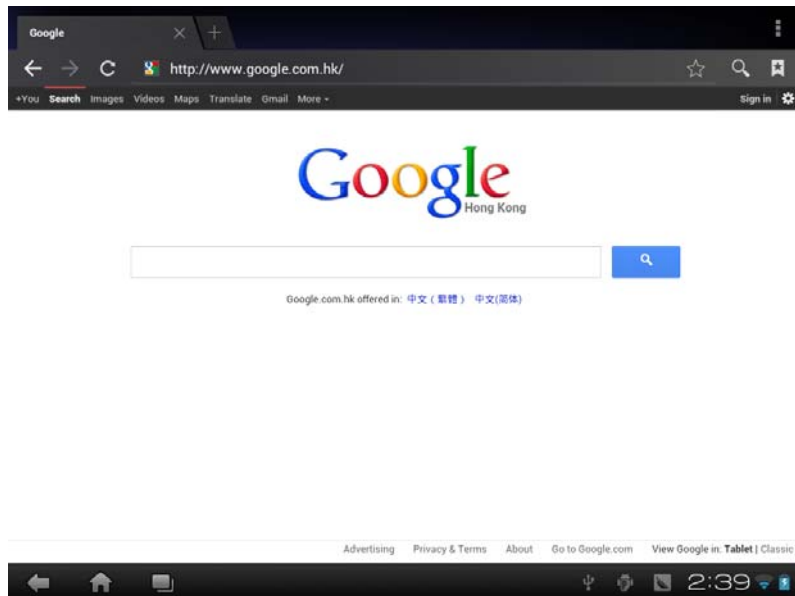 Google
http://www.google.com.hk/
+You Search Images Videos Maps Translate Gmail More
Sign in
Google
Hong Kong
Google.com.hk offered in: 中文（繁體） 中文(简体)
Advertising Privacy & Terms About Go to Google.com View Google in: Tablet | Classic
2:39